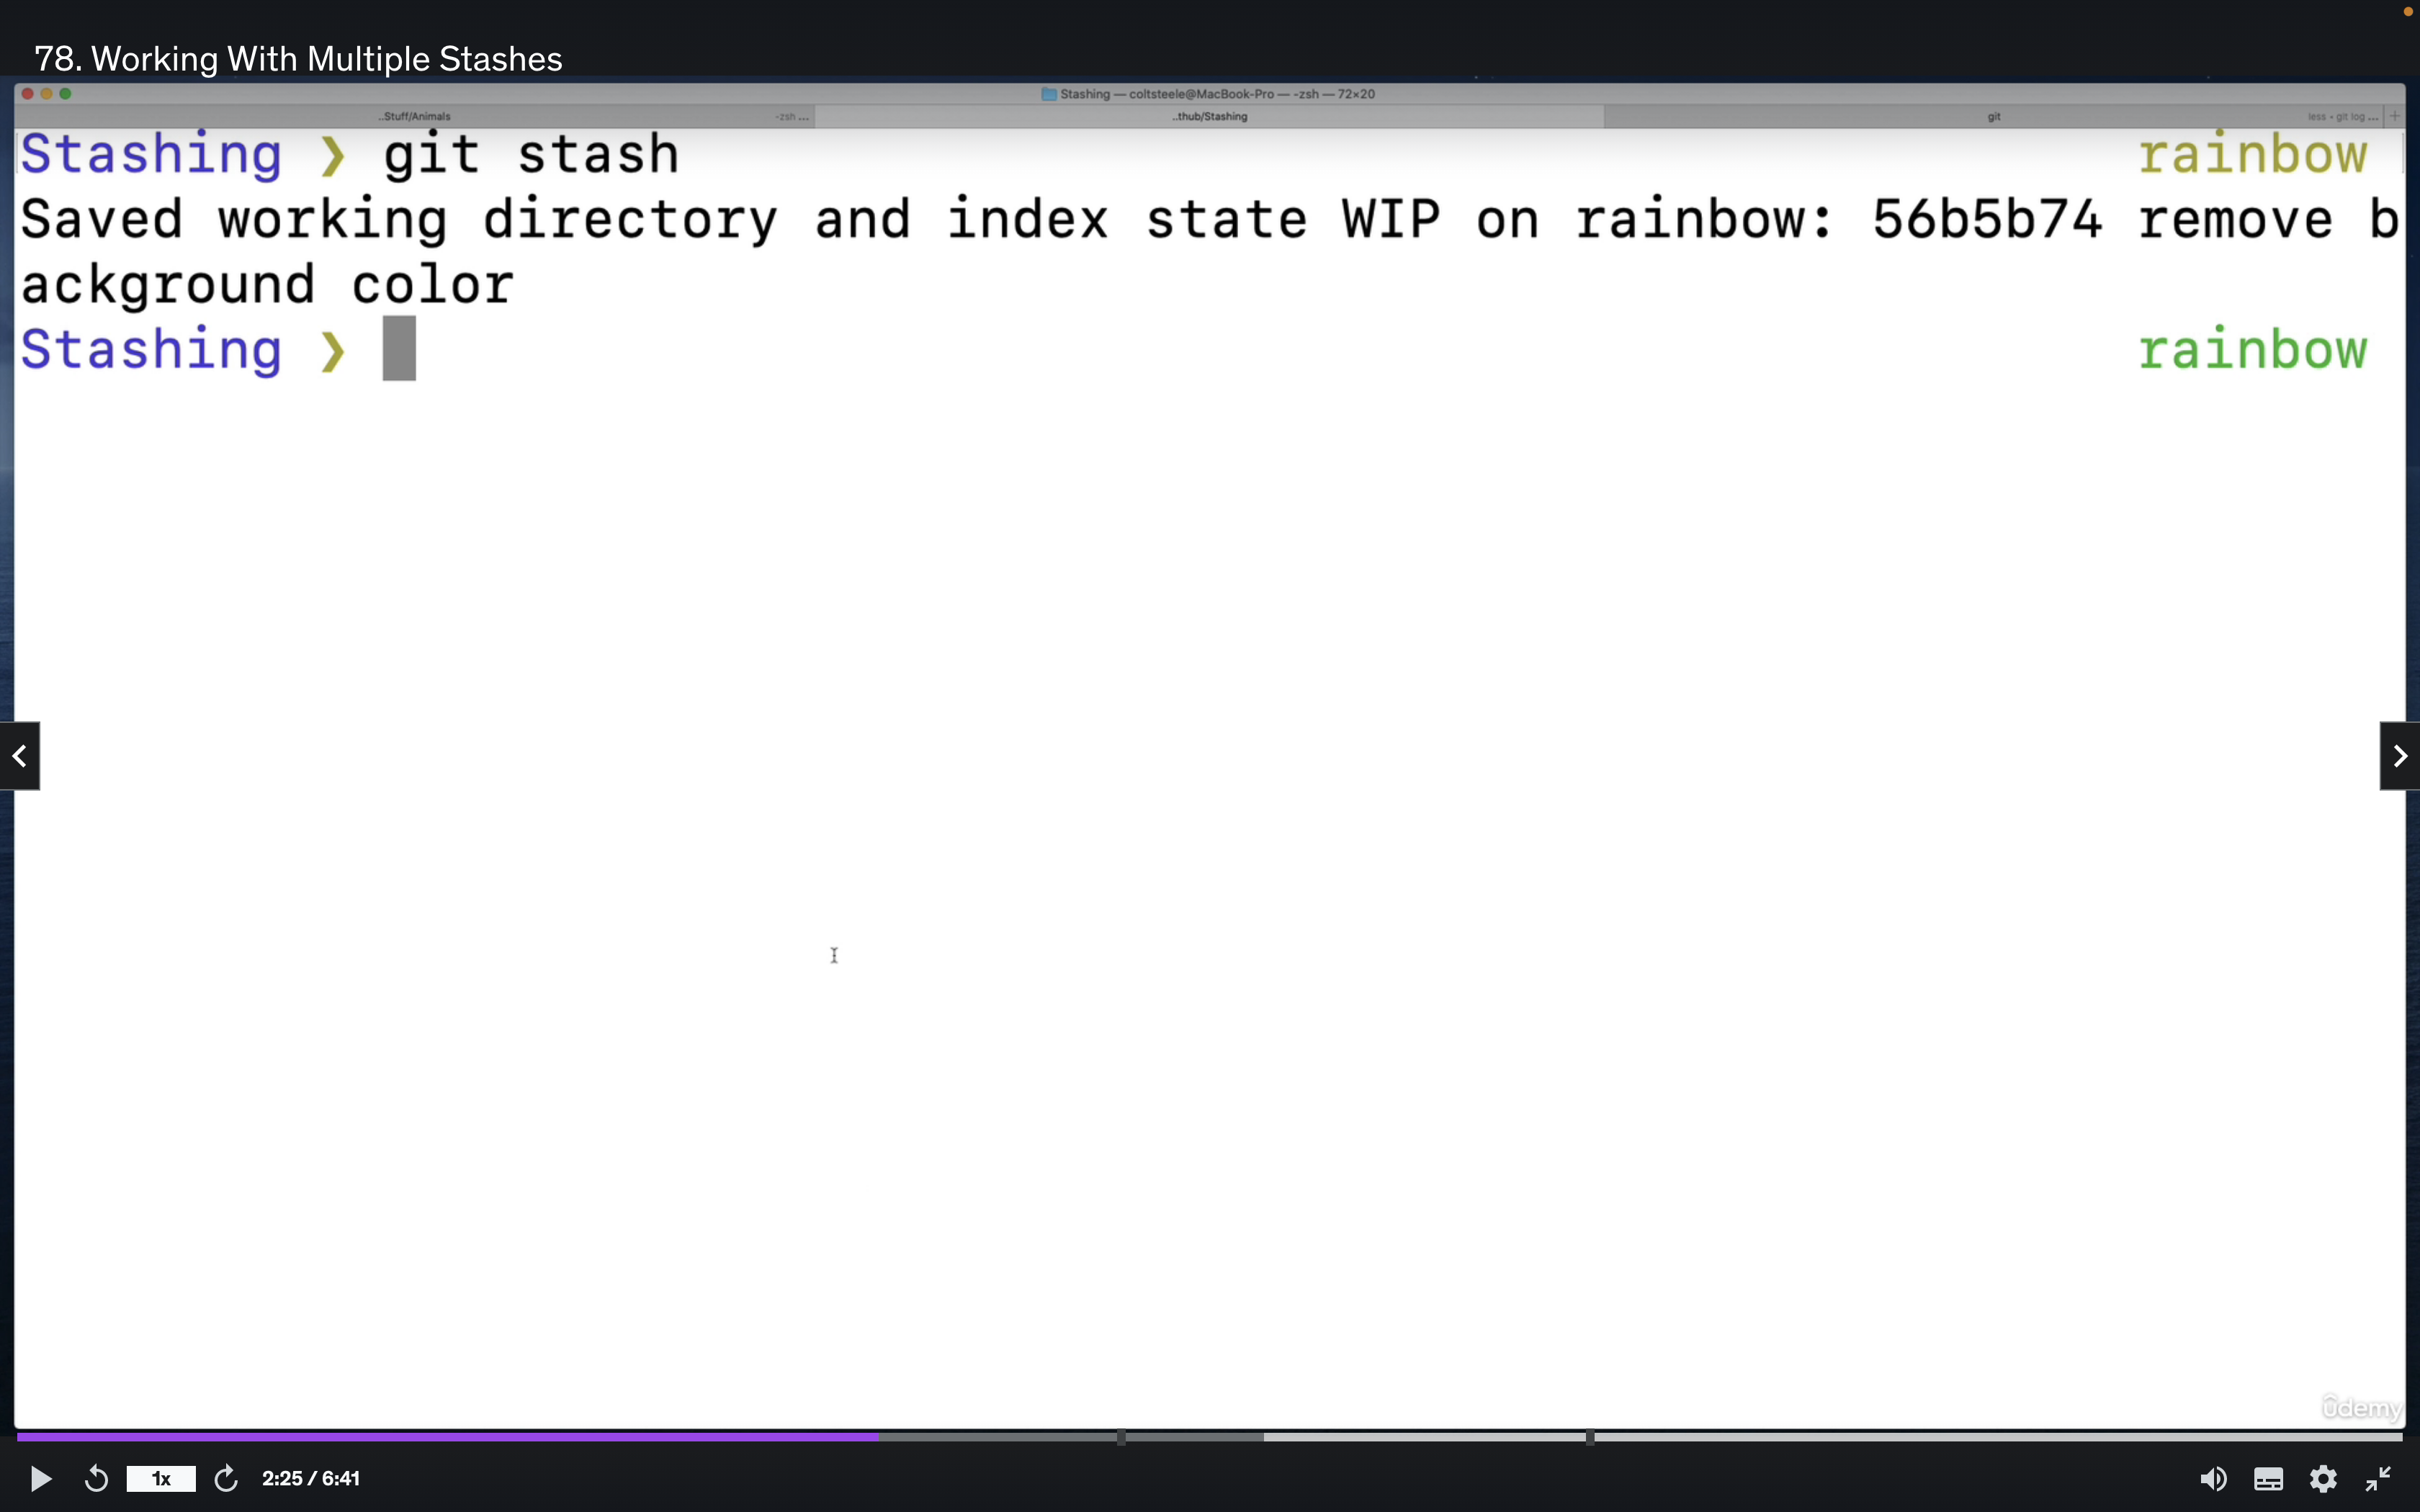 78. Working With Multiple Stashes
Stashing — coltsteele@MacBook-Pro — -zsh — 72×20
..Stuff/Animals -zsh ... ..thub/Stashing git less • git log ... +
Stashing ❯ git stash rainbow
Saved working directory and index state WIP on rainbow: 56b5b74 remove b
ackground color
Stashing ❯ rainbow
ûdemy
1x 2:25 / 6:41